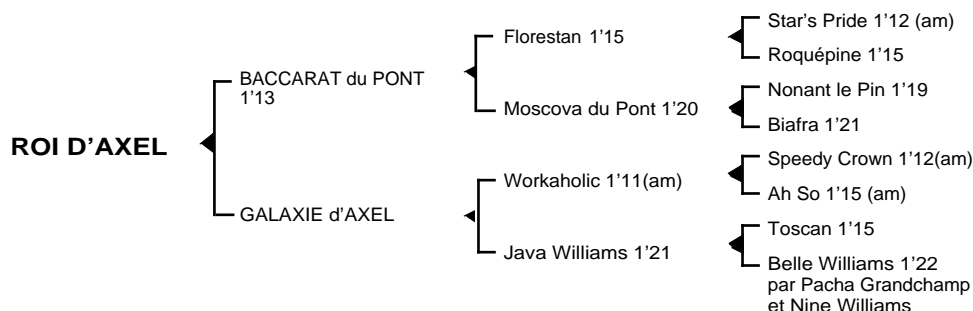 Star's Pride 1'12 (am)
Florestan 1'15
Roquépine 1'15
BACCARAT du PONT
1'13
Nonant le Pin 1'19
Moscova du Pont 1'20
Biafra 1'21
ROI D'AXEL
Speedy Crown 1'12(am)
Workaholic 1'11(am)
Ah So 1'15 (am)
GALAXIE d'AXEL
Toscan 1'15
Java Williams 1'21
Belle Williams 1'22
par Pacha Grandchamp
et Nine Williams